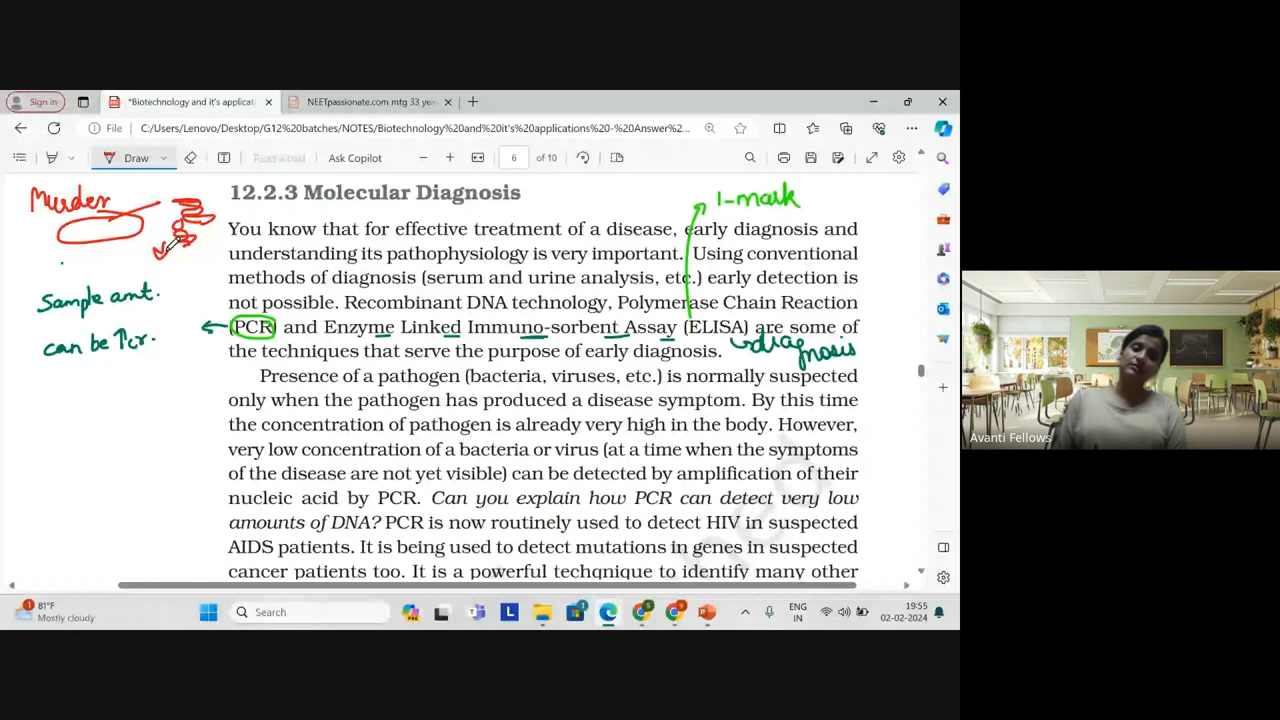 Sign in
*Biotechnology and it's applicati
NEETpassionate.com mtg 33 ye
File
C:/Users/Lenovo/Desktop/G12%20batches/NOTES/Biotechnology%20and%20it's%20applications%20-%20Answer%2...
Draw
Read aloud
Ask Copilot
6
of 10
12.2.3 Molecular Diagnosis
You know that for effective treatment of a disease, early diagnosis and
understanding its pathophysiology is very important. Using conventional
methods of diagnosis (serum and urine analysis, etc.) early detection is
not possible. Recombinant DNA technology, Polymerase Chain Reaction
(PCR) and Enzyme Linked Immuno-sorbent Assay (ELISA) are some of
the techniques that serve the purpose of early diagnosis.
Presence of a pathogen (bacteria, viruses, etc.) is normally suspected
only when the pathogen has produced a disease symptom. By this time
the concentration of pathogen is already very high in the body. However,
very low concentration of a bacteria or virus (at a time when the symptoms
of the disease are not yet visible) can be detected by amplification of their
nucleic acid by PCR. Can you explain how PCR can detect very low
amounts of DNA? PCR is now routinely used to detect HIV in suspected
AIDS patients. It is being used to detect mutations in genes in suspected
cancer patients too. It is a powerful techqnique to identify many other
Murder
Sample amt.
can be ↑cr.
1-mark
diagnosis
Avanti Fellows
1
81°F
Mostly cloudy
Search
L
ENG
IN
19:55
02-02-2024